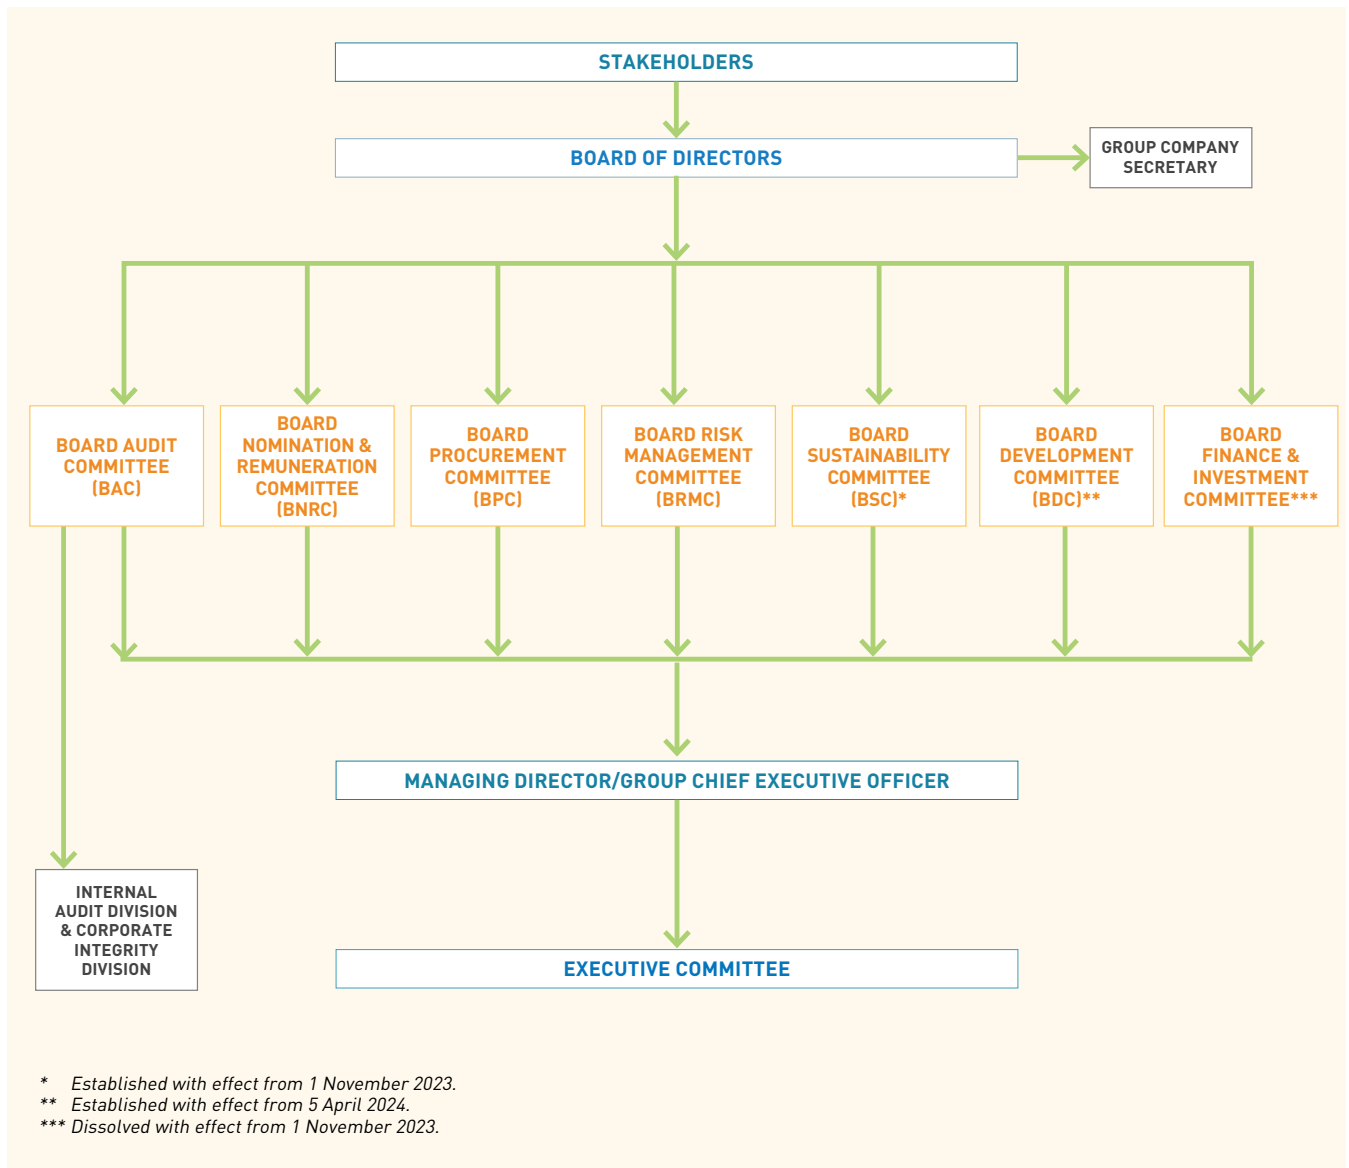 STAKEHOLDERS
BOARD OF DIRECTORS
GROUP COMPANY
SECRETARY
BOARD AUDIT
COMMITTEE
(BAC)
BOARD
NOMINATION &
REMUNERATION
COMMITTEE
(BNRC)
BOARD
PROCUREMENT
COMMITTEE
(BPC)
BOARD RISK
MANAGEMENT
COMMITTEE
(BRMC)
BOARD
SUSTAINABILITY
COMMITTEE
(BSC)*
BOARD
DEVELOPMENT
COMMITTEE
(BDC)**
BOARD
FINANCE &
INVESTMENT
COMMITTEE***
MANAGING DIRECTOR/GROUP CHIEF EXECUTIVE OFFICER
INTERNAL
AUDIT DIVISION
& CORPORATE
INTEGRITY
DIVISION
EXECUTIVE COMMITTEE
* Established with effect from 1 November 2023.
** Established with effect from 5 April 2024.
*** Dissolved with effect from 1 November 2023.